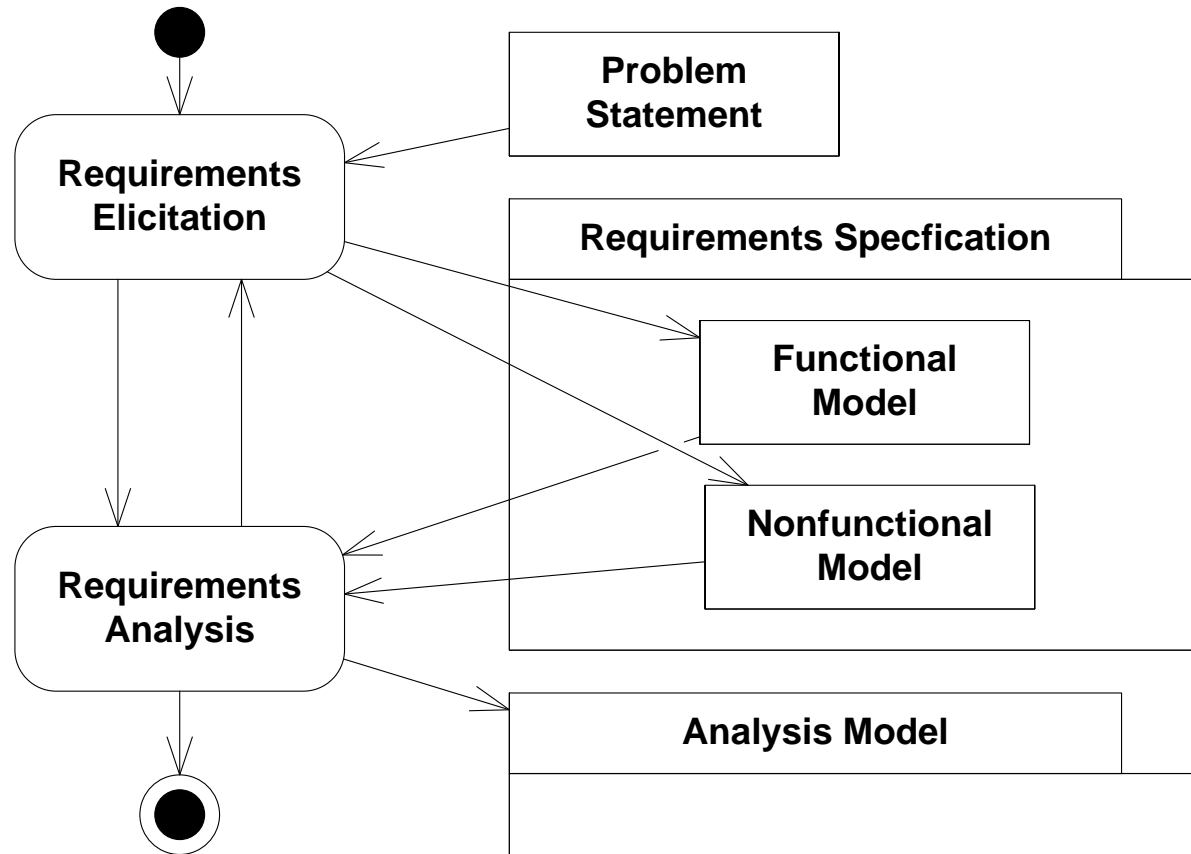 Problem
Statement
Requirements
Elicitation
Requirements Specfication
Functional
Model
Nonfunctional
Model
Requirements
Analysis
Analysis Model